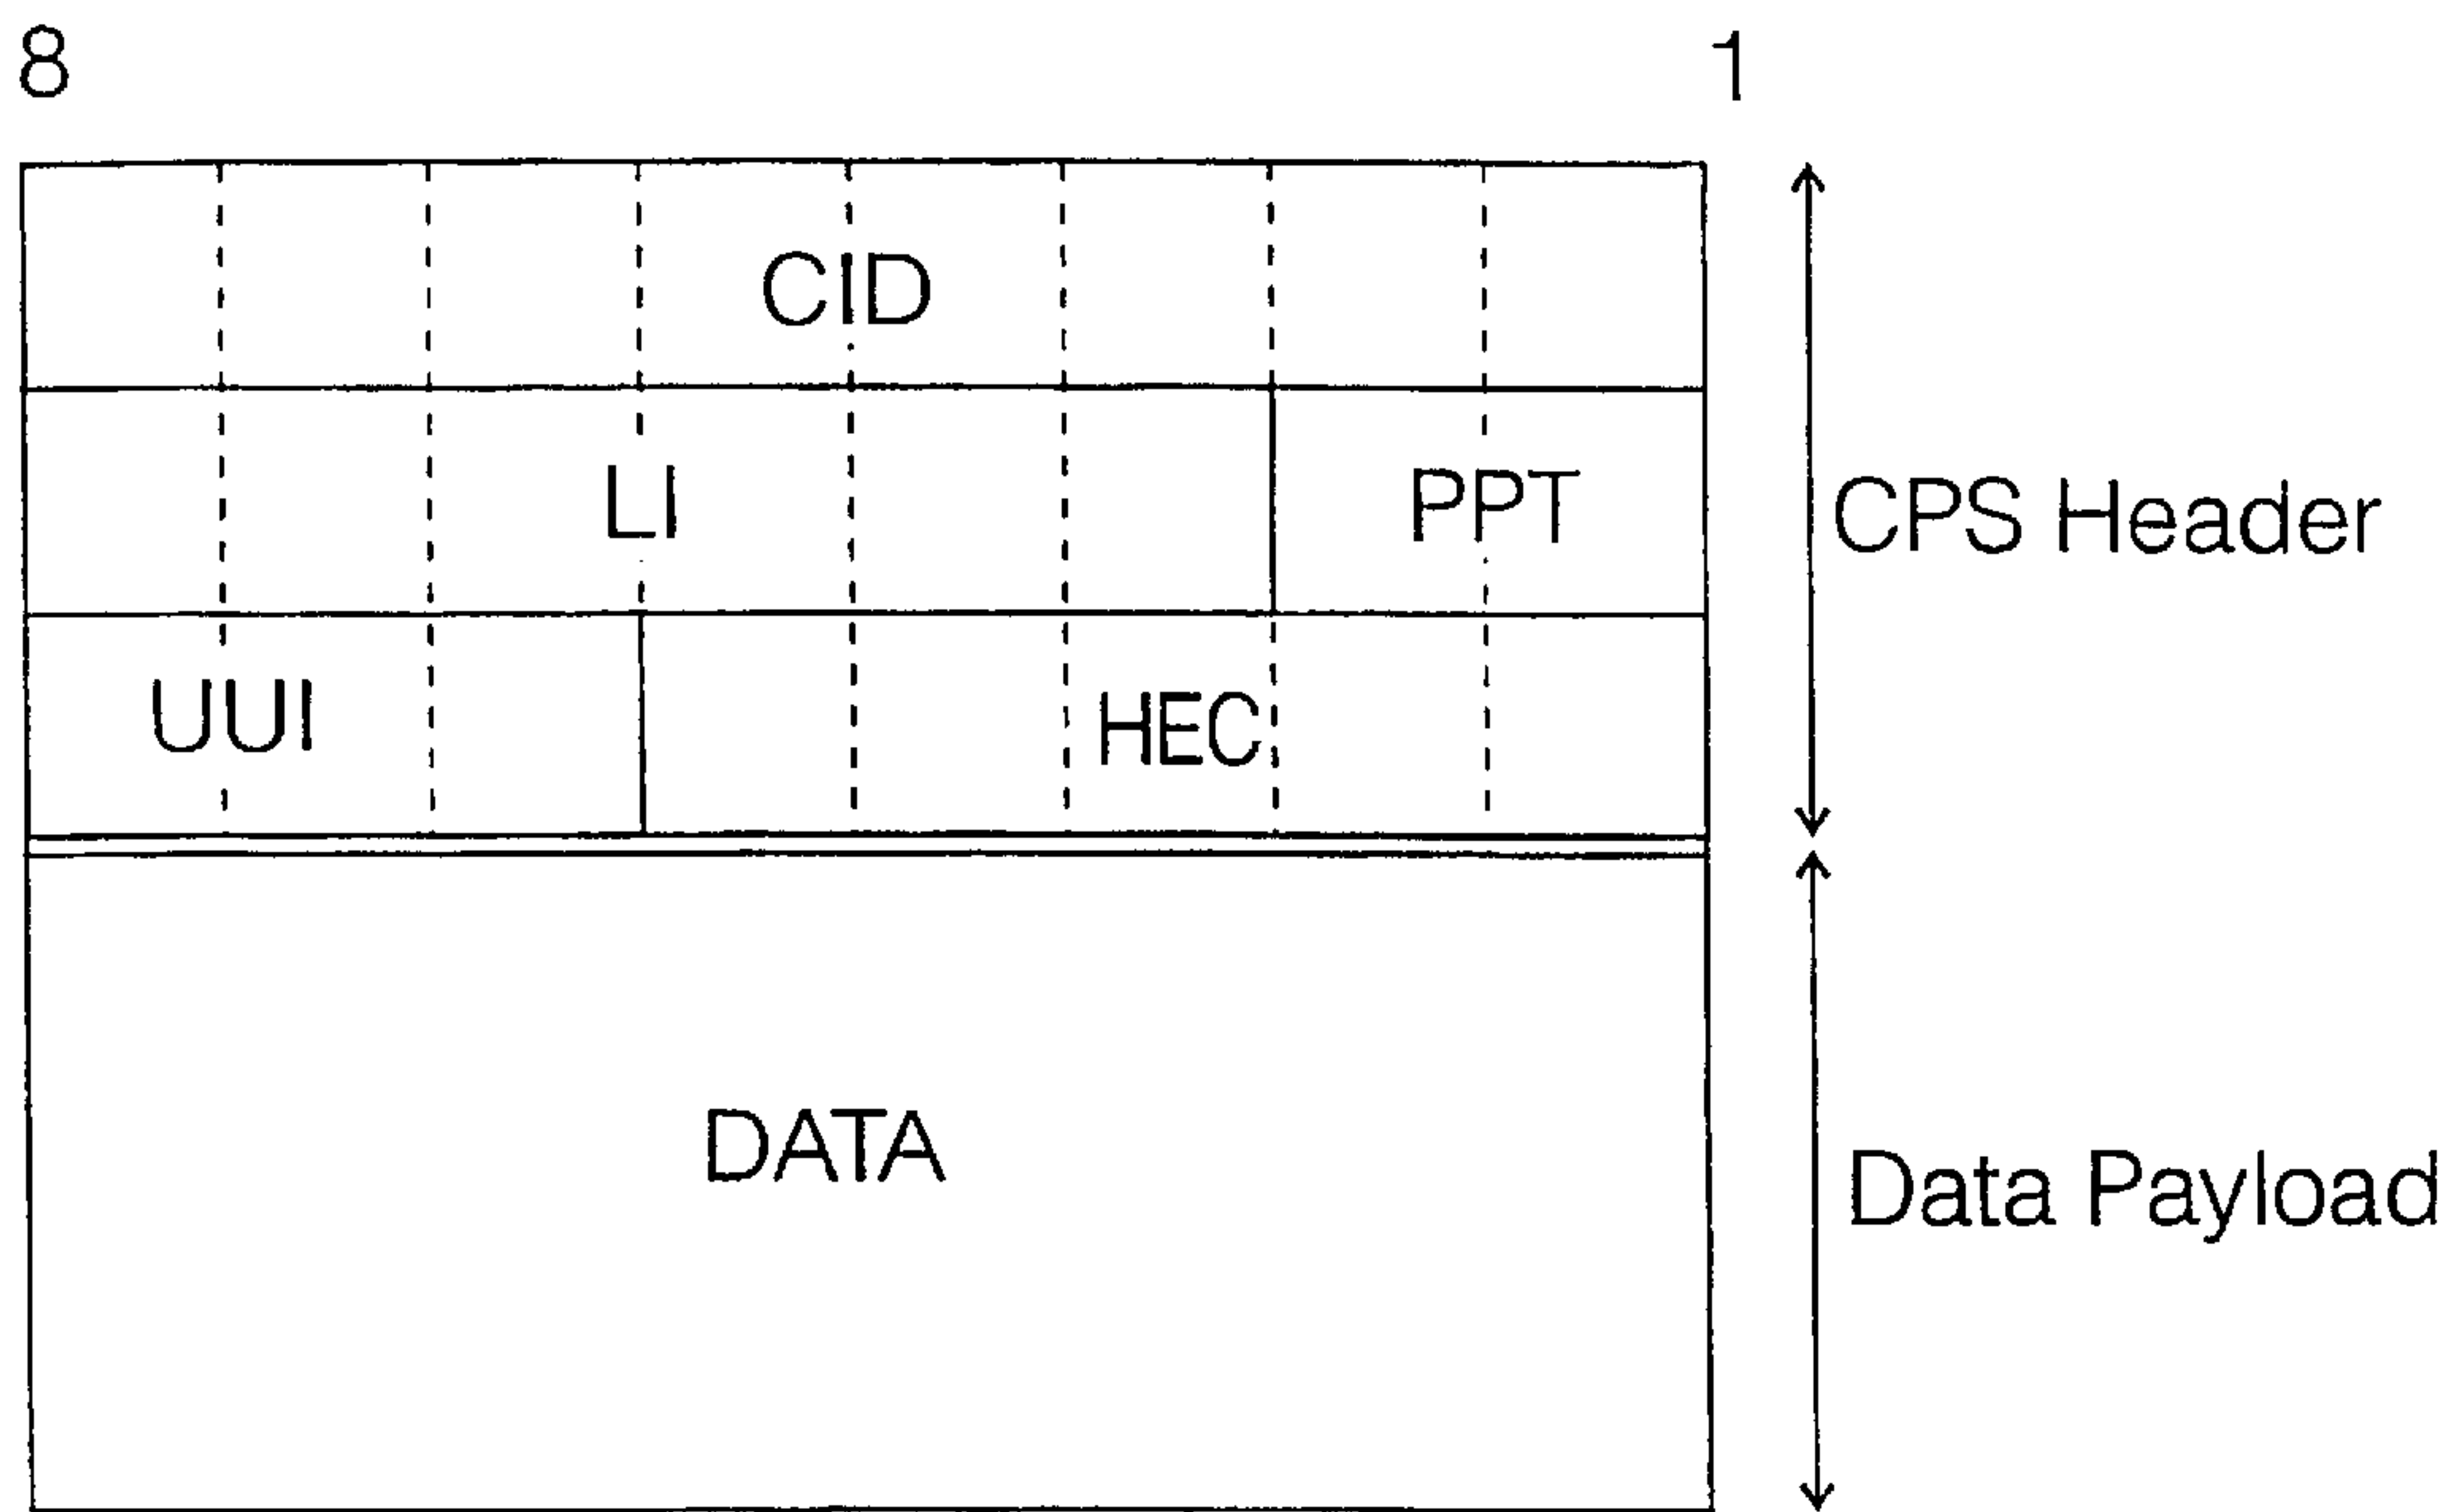 8 1
CID
LI PPT CPS Header
UUI HEC
DATA
Data Payload